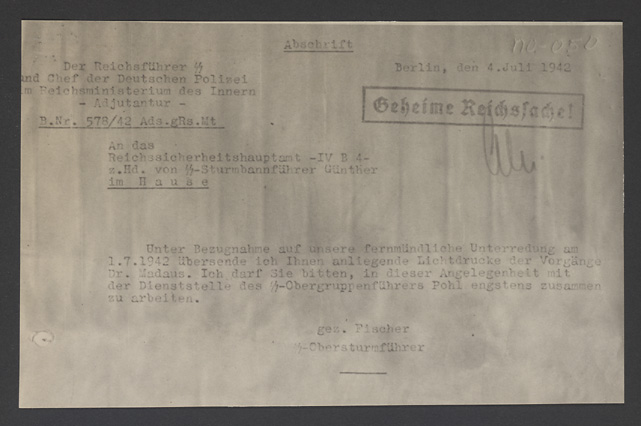 Abschrift
NO-050
Der Reichsführer ᛋᛋ
und Chef der Deutschen Polizei
im Reichsministerium des Innern
- Adjutantur -
Berlin, den 4.Juli 1942
Geheime Reichssache!
B.Nr. 578/42 Ads.gRs.Mt
An das
Reichssicherheitshauptamt -IV B 4-
z.Hd. von ᛋᛋ-Sturmbannführer Günther
im H a u s e
Unter Bezugnahme auf unsere fernmündliche Unterredung am
1.7.1942 übersende ich Ihnen anliegende Lichtdrucke der Vorgänge
Dr. Madaus. Ich darf Sie bitten, in dieser Angelegenheit mit
der Dienststelle des ᛋᛋ-Obergruppenführers Pohl engstens zusammen
zu arbeiten.
gez. Fischer
ᛋᛋ-Obersturmführer